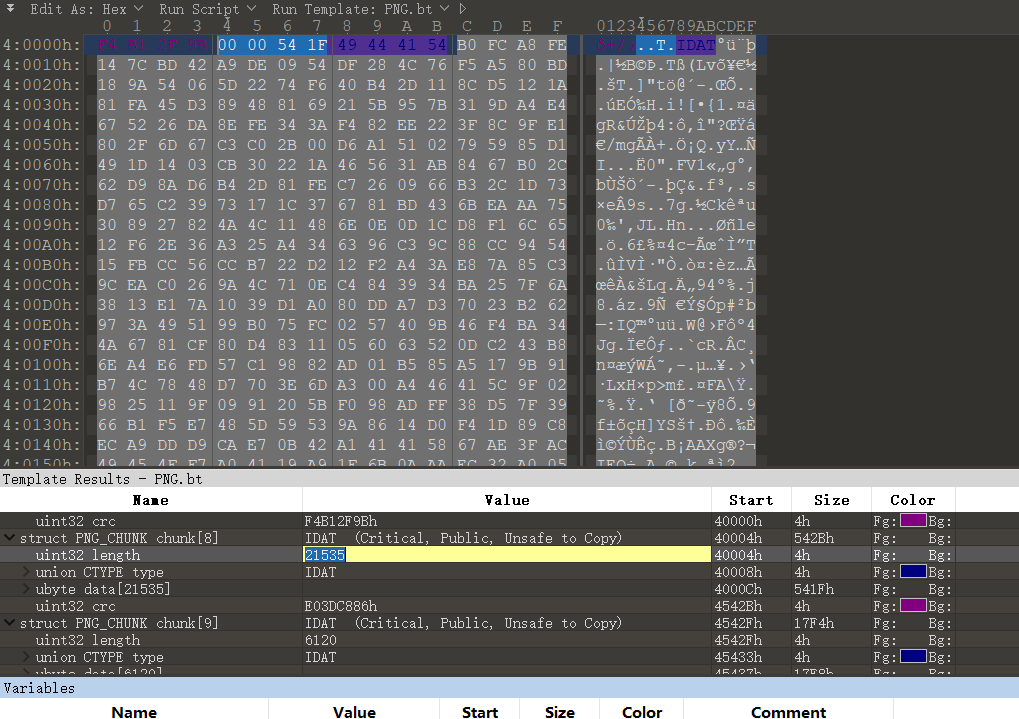 Edit As: Hex Run Script Run Template: PNG.bt
0 1 2 3 4 5 6 7 8 9 A B C D E F 0123456789ABCDEF
4:0000h: F4 B1 2F 9B 00 00 54 1F 49 44 41 54 B0 FC A8 FE ô±/›..T.IDAT°ü¨þ
4:0010h: 14 7C BD 42 A9 DE 09 54 DF 28 4C 76 F5 A5 80 BD .|½B©Þ.Tß(Lvõ¥€½
4:0020h: 18 9A 54 06 5D 22 74 F6 40 B4 2D 11 8C D5 12 1A .šT.]"tö@´-.ŒÕ..
4:0030h: 81 FA 45 D3 89 48 81 69 21 5B 95 7B 31 9D A4 E4 .úEÓ‰H.i![•{1.¤ä
4:0040h: 67 52 26 DA 8E FE 34 3A F4 82 EE 22 3F 8C 9F E1 gR&ÚŽþ4:ô‚î"?ŒŸá
4:0050h: 80 2F 6D 67 C3 C0 2B 00 D6 A1 51 02 79 59 85 D1 €/mgÃÀ+.Ö¡Q.yY…Ñ
4:0060h: 49 1D 14 03 CB 30 22 1A 46 56 31 AB 84 67 B0 2C I...Ë0".FV1«„g°,
4:0070h: 62 D9 8A D6 B4 2D 81 FE C7 26 09 66 B3 2C 1D 73 bÙŠÖ´-.þÇ&.f³,.s
4:0080h: D7 65 C2 39 73 17 1C 37 67 81 BD 43 6B EA AA 75 ×eÂ9s..7g.½Ckêªu
4:0090h: 30 89 27 82 4A 4C 11 48 6E 0E 0D 1C D8 F1 6C 65 0‰'‚JL.Hn...Øñle
4:00A0h: 12 F6 2E 36 A3 25 A4 34 63 96 C3 9C 88 CC 94 54 .ö.6£%¤4c–ÃœˆÌ”T
4:00B0h: 15 FB CC 56 CC B7 22 D2 12 F2 A4 3A E8 7A 85 C3 .ûÌVÌ·"Ò.ò¤:èz…Ã
4:00C0h: 9C EA C0 26 9A 4C 71 0E C4 84 39 34 BA 25 7F 6A œêÀ&šLq.Ä„94º%.j
4:00D0h: 38 13 E1 7A 10 39 D1 A0 80 DD A7 D3 70 23 B2 62 8.áz.9Ñ €Ý§Óp#²b
4:00E0h: 97 3A 49 51 99 B0 75 FC 02 57 40 9B 46 F4 BA 34 —:IQ™°uü.W@›Fôº4
4:00F0h: 4A 67 81 CF 80 D4 83 11 05 60 63 52 0D C2 43 B8 Jg.Ï€Ôƒ..`cR.ÂC¸
4:0100h: 6E A4 E6 FD 57 C1 98 82 AD 01 B5 85 A5 17 9B 91 n¤æýWÁ˜‚-.µ…¥.›‘
4:0110h: B7 4C 78 48 D7 70 3E 6D A3 00 A4 46 41 5C 9F 02 ·LxH×p>m£.¤FA\Ÿ.
4:0120h: 98 25 11 9F 09 91 20 5B F0 98 AD FF 38 D5 7F 39 ˜%.Ÿ.‘ [ð˜-ÿ8Õ.9
4:0130h: 66 B1 F5 E7 48 5D 59 53 9A 86 14 D0 F4 1D 89 C8 f±õçH]YSš†.Ðô.‰È
4:0140h: EC A9 DD D9 CA E7 0B 42 A1 41 41 58 67 AE 3F AC ì©ÝÙÊç.B¡AAXg®?¬
Template Results - PNG.bt
Name Value Start Size Color
uint32 crc F4B12F9Bh 40000h 4h Fg: Bg:
struct PNG_CHUNK chunk[8] IDAT (Critical, Public, Unsafe to Copy) 40004h 542Bh Fg: Bg:
uint32 length 21535 40004h 4h Fg: Bg:
union CTYPE type IDAT 40008h 4h Fg: Bg:
ubyte data[21535] 4000Ch 541Fh Fg: Bg:
uint32 crc E03DC886h 4542Bh 4h Fg: Bg:
struct PNG_CHUNK chunk[9] IDAT (Critical, Public, Unsafe to Copy) 4542Fh 17F4h Fg: Bg:
uint32 length 6120 4542Fh 4h Fg: Bg:
union CTYPE type IDAT 45433h 4h Fg: Bg:
Variables
Name Value Start Size Color Comment